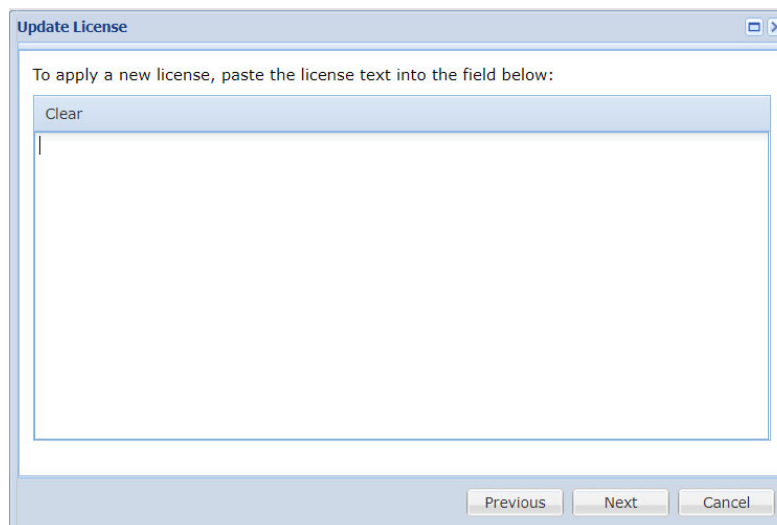 Update License
To apply a new license, paste the license text into the field below:
Clear
Previous Next Cancel